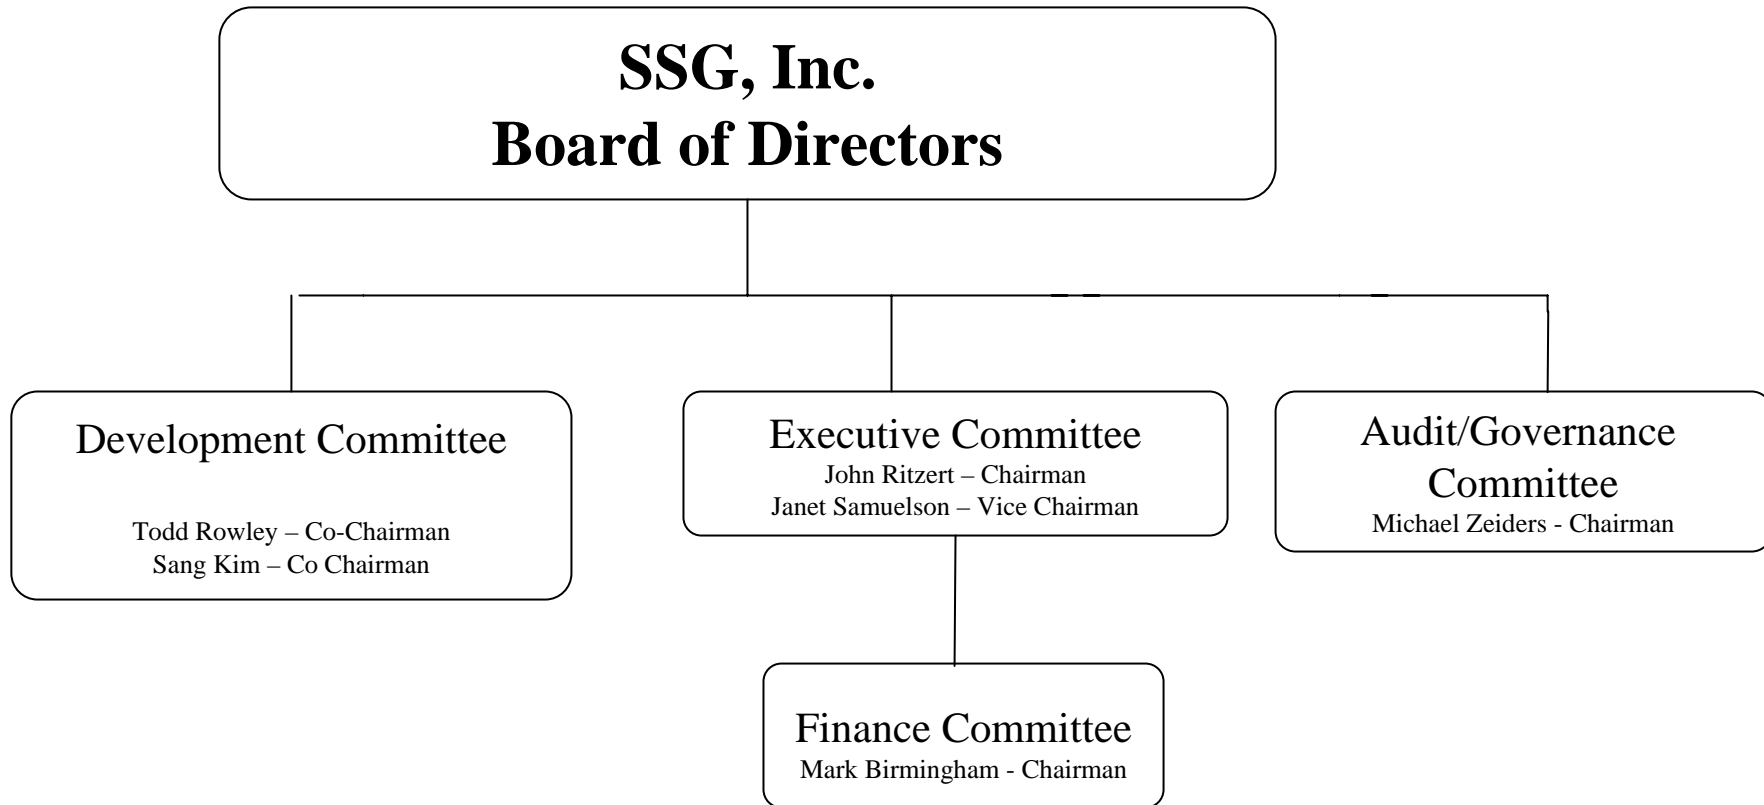 SSG, Inc.
Board of Directors
Development Committee
Todd Rowley – Co-Chairman
Sang Kim – Co Chairman
Executive Committee
John Ritzert – Chairman
Janet Samuelson – Vice Chairman
Audit/Governance
Committee
Michael Zeiders - Chairman
Finance Committee
Mark Birmingham - Chairman